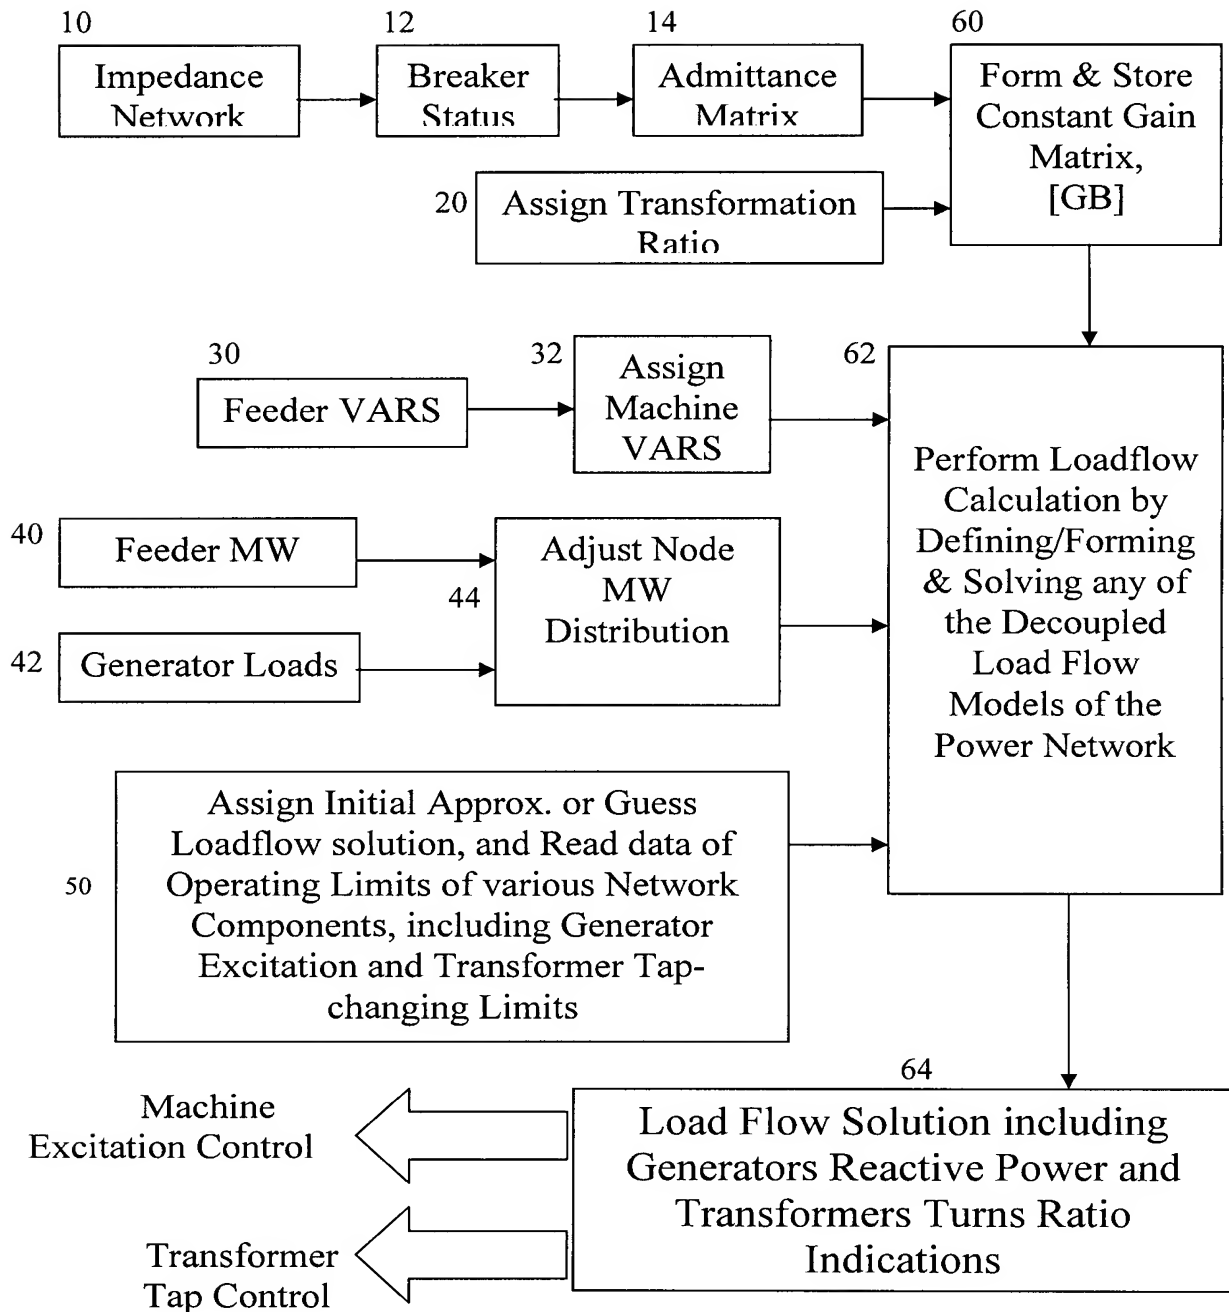 10
12
14
60
Impedance
Network
Breaker
Status
Admittance
Matrix
Form & Store
Constant Gain
Matrix,
[GB]
20
Assign Transformation
Ratio
30
Feeder VARS
32
Assign
Machine
VARS
62
Perform Loadflow
Calculation by
Defining/Forming
& Solving any of
the Decoupled
Load Flow
Models of the
Power Network
40
Feeder MW
42
Generator Loads
44
Adjust Node
MW
Distribution
50
Assign Initial Approx. or Guess
Loadflow solution, and Read data of
Operating Limits of various Network
Components, including Generator
Excitation and Transformer Tap-
changing Limits
64
Load Flow Solution including
Generators Reactive Power and
Transformers Turns Ratio
Indications
Machine
Excitation Control
Transformer
Tap Control